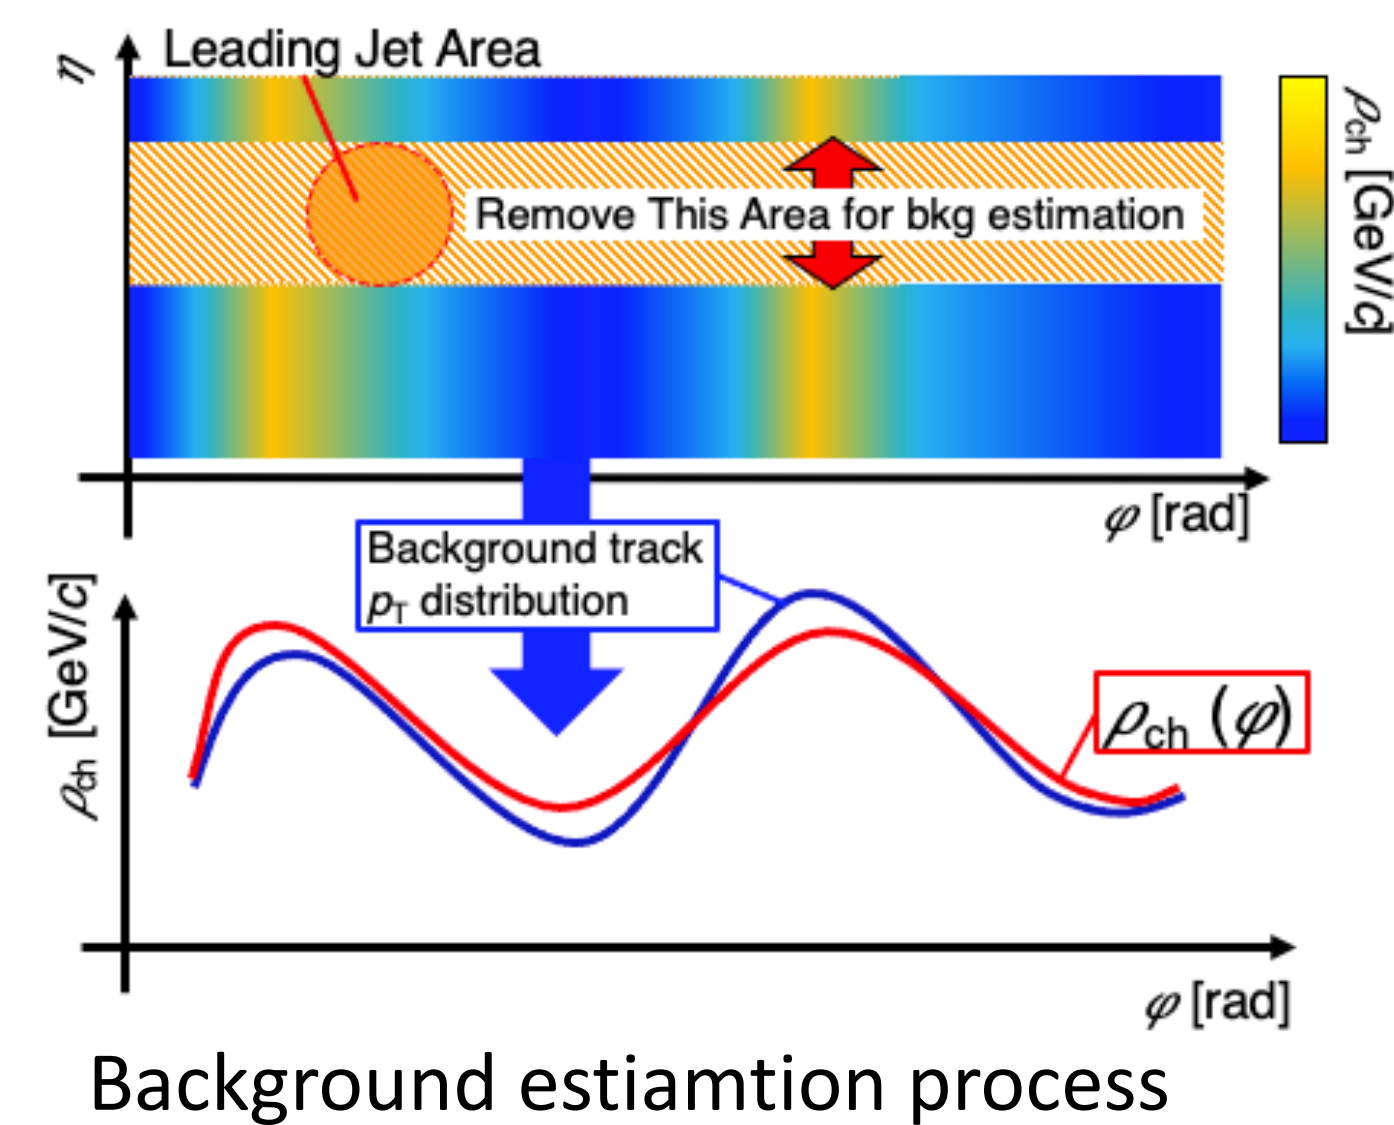 η
Leading Jet Area
ρch [GeV/c]
Remove This Area for bkg estimation
φ [rad]
Background track
pT distribution
ρch [GeV/c]
ρch (φ)
φ [rad]
Background estiamtion process